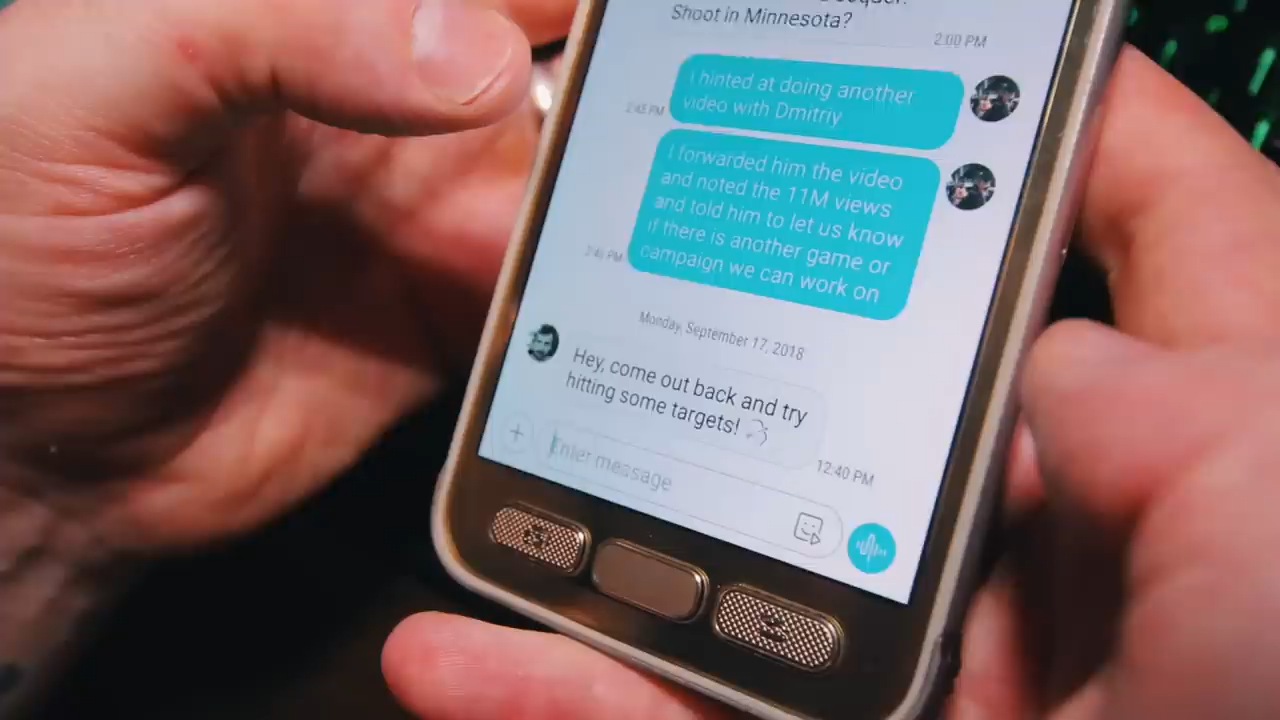 Shoot in Minnesota?
2:00 PM
I hinted at doing another
video with Dmitriy
2:45 PM
I forwarded him the video
and noted the 11M views
and told him to let us know
if there is another game or
campaign we can work on
2:45 PM
Monday, September 17, 2018
Hey, come out back and try
hitting some targets!
12:40 PM
Enter message